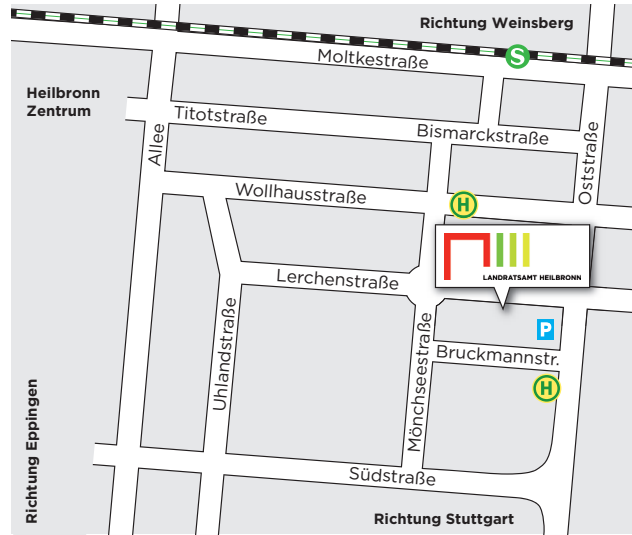 Richtung Weinsberg
S
Moltkestraße
Heilbronn
Zentrum
Titotstraße
Bismarckstraße
Allee
Oststraße
Wollhausstraße
H
LANDRATSAMT HEILBRONN
Lerchenstraße
P
Bruckmannstr.
Uhlandstraße
Mönchseestraße
H
Südstraße
Richtung Eppingen
Richtung Stuttgart